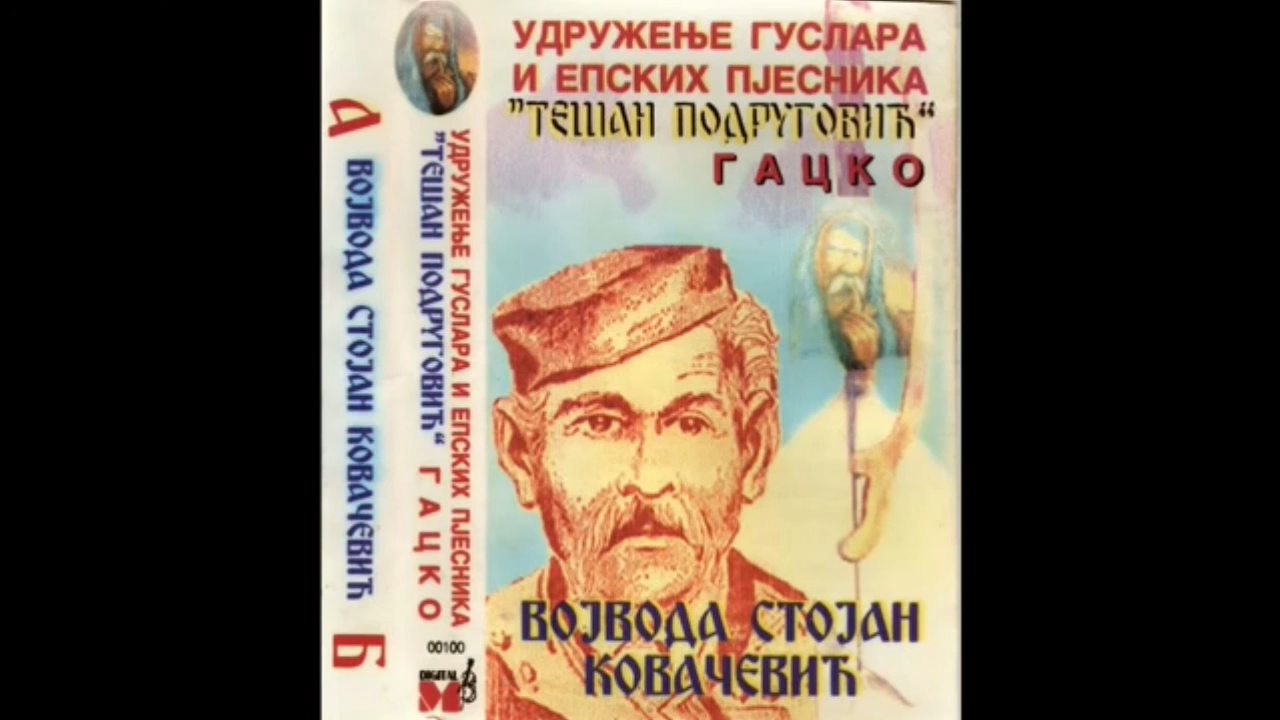 А
ВОЈВОДА СТОЈАН КОВАЧЕВИЋ
Б
УДРУЖЕЊЕ ГУСЛАРА И ЕПСКИХ ПЈЕСНИКА
”ТЕШАН ПОДРУГОВИЋ“ ГАЦКО
00100
DIGITAL
УДРУЖЕЊЕ ГУСЛАРА
И ЕПСКИХ ПЈЕСНИКА
”ТЕШАН ПОДРУГОВИЋ“
ГАЦКО
ВОЈВОДА СТОЈАН
КОВАЧЕВИЋ